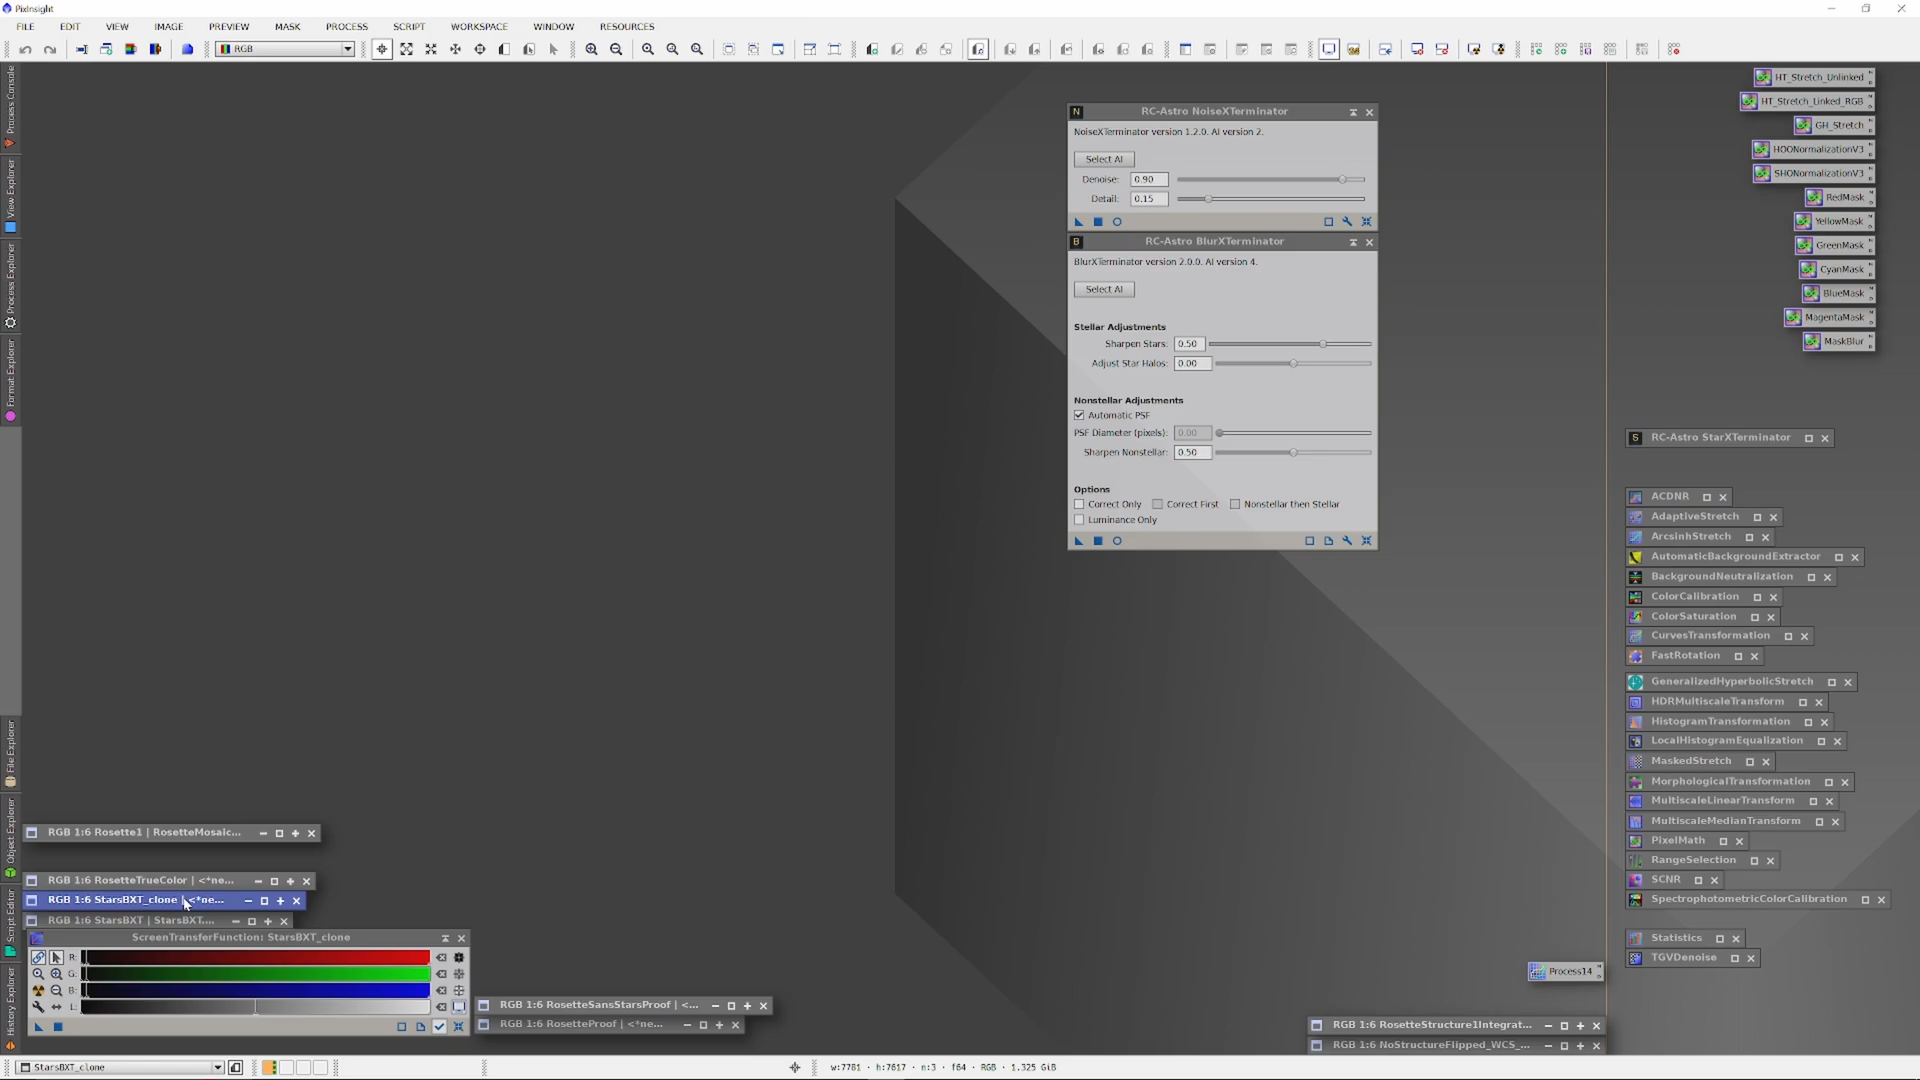 PixInsight
FILE EDIT VIEW IMAGE PREVIEW MASK PROCESS SCRIPT WORKSPACE WINDOW RESOURCES
RGB
Process Console
View Explorer
Process Explorer
Format Explorer
File Explorer
Object Explorer
Script Editor
History Explorer
RC-Astro NoiseXTerminator
NoiseXTerminator version 1.2.0. AI version 2.
Select AI
Denoise: 0.90
Detail: 0.15
RC-Astro BlurXTerminator
BlurXTerminator version 2.0.0. AI version 4.
Select AI
Stellar Adjustments
Sharpen Stars: 0.50
Adjust Star Halos: 0.00
Nonstellar Adjustments
Automatic PSF
PSF Diameter (pixels): 0.00
Sharpen Nonstellar: 0.50
Options
Correct Only Correct First Nonstellar then Stellar
Luminance Only
HT_Stretch_Unlinked
HT_Stretch_Linked_RGB
GH_Stretch
HOONormalizationV3
SHONormalizationV3
RedMask
YellowMask
GreenMask
CyanMask
BlueMask
MagentaMask
MaskBlur
RC-Astro StarXTerminator
ACDNR
AdaptiveStretch
ArcsinhStretch
AutomaticBackgroundExtractor
BackgroundNeutralization
ColorCalibration
ColorSaturation
CurvesTransformation
FastRotation
GeneralizedHyperbolicStretch
HDRMultiscaleTransform
HistogramTransformation
LocalHistogramEqualization
MaskedStretch
MorphologicalTransformation
MultiscaleLinearTransform
MultiscaleMedianTransform
PixelMath
RangeSelection
SCNR
SpectrophotometricColorCalibration
Statistics
TGVDenoise
Process14
RGB 1:6 Rosette1 | RosetteMosaic...
RGB 1:6 RosetteTrueColor | <*ne...
RGB 1:6 StarsBXT_clone | <*ne...
RGB 1:6 StarsBXT | StarsBXT....
ScreenTransferFunction: StarsBXT_clone
R:
G:
B:
L:
RGB 1:6 RosetteSansStarsProof | <...
RGB 1:6 RosetteProof | <*ne...
RGB 1:6 RosetteStructure1Integrat...
RGB 1:6 NoStructureFlipped_WCS_...
StarsBXT_clone
w:7781 · h:7617 · n:3 · f64 · RGB · 1.325 GiB